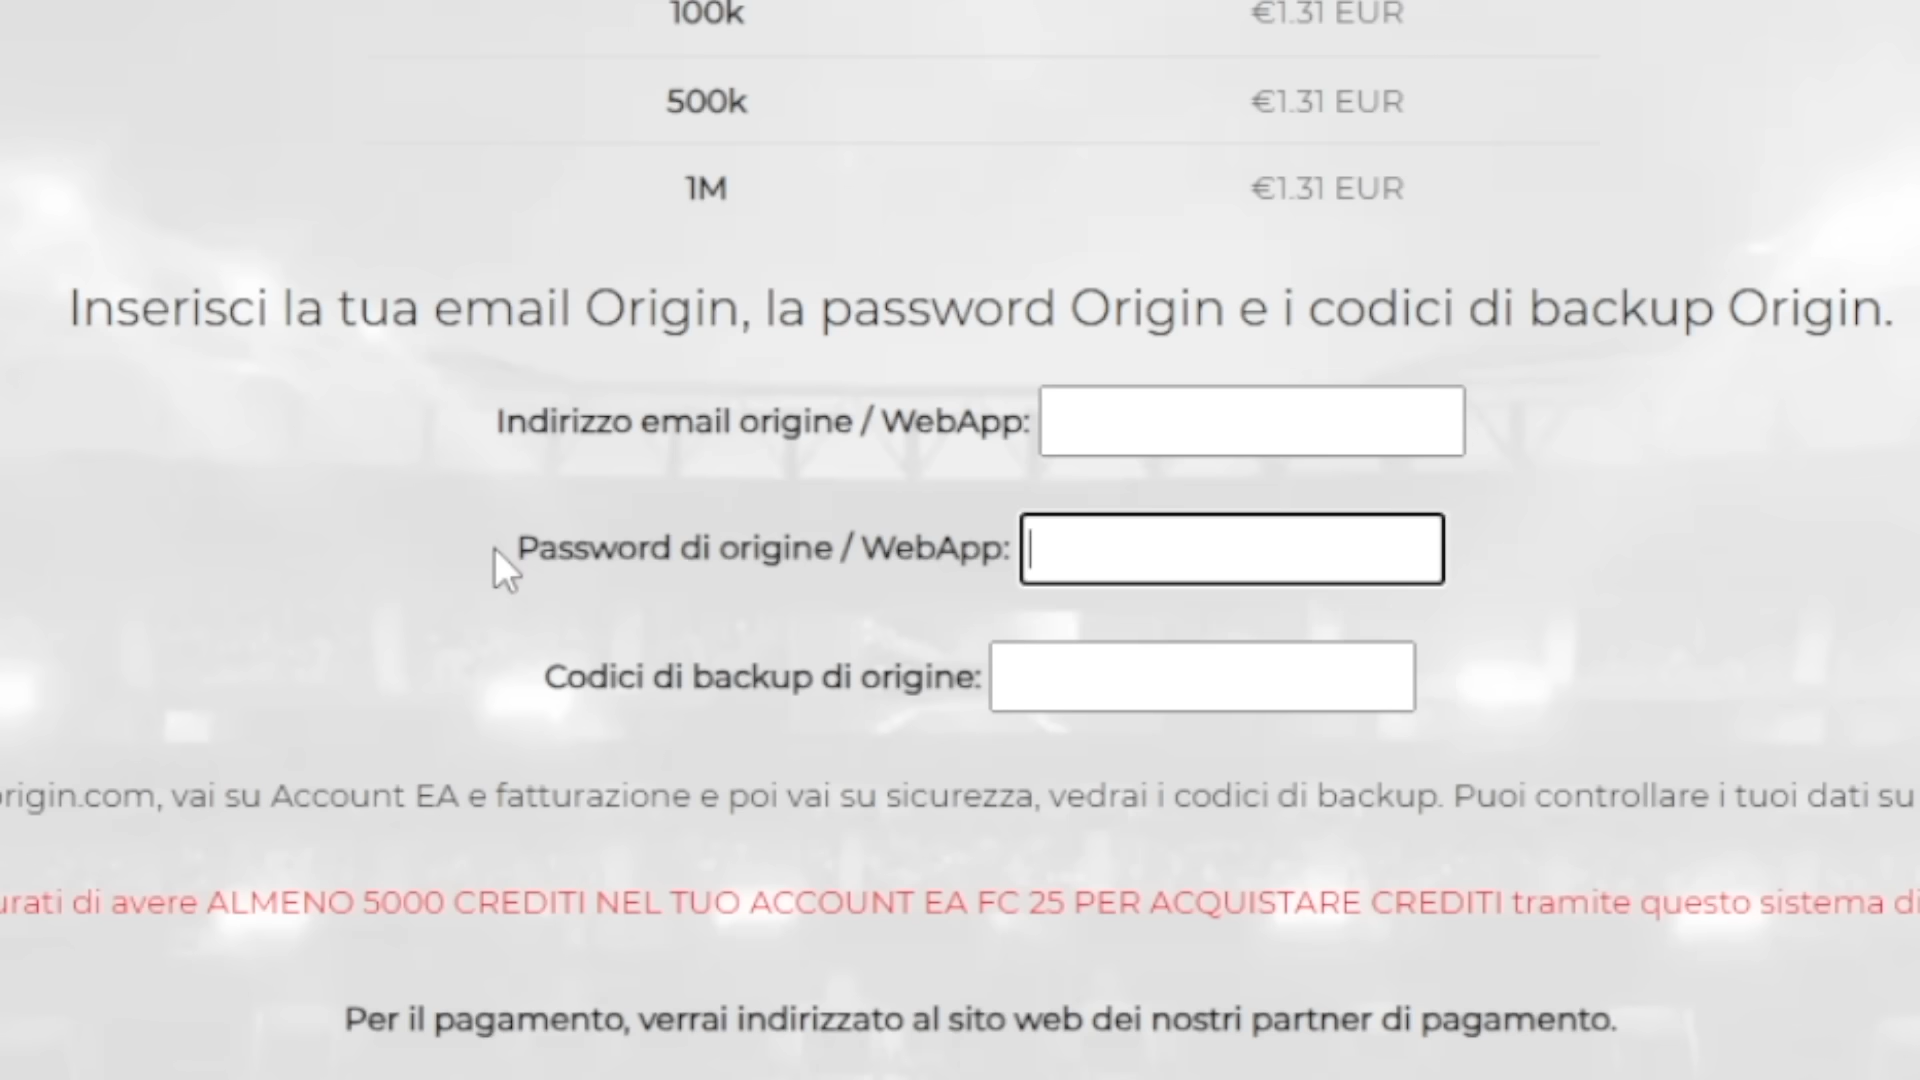 100k €1.31 EUR
500k €1.31 EUR
1M €1.31 EUR
Inserisci la tua email Origin, la password Origin e i codici di backup Origin.
Indirizzo email origine / WebApp:
Password di origine / WebApp:
Codici di backup di origine:
origin.com, vai su Account EA e fatturazione e poi vai su sicurezza, vedrai i codici di backup. Puoi controllare i tuoi dati su
urati di avere ALMENO 5000 CREDITI NEL TUO ACCOUNT EA FC 25 PER ACQUISTARE CREDITI tramite questo sistema di
Per il pagamento, verrai indirizzato al sito web dei nostri partner di pagamento.